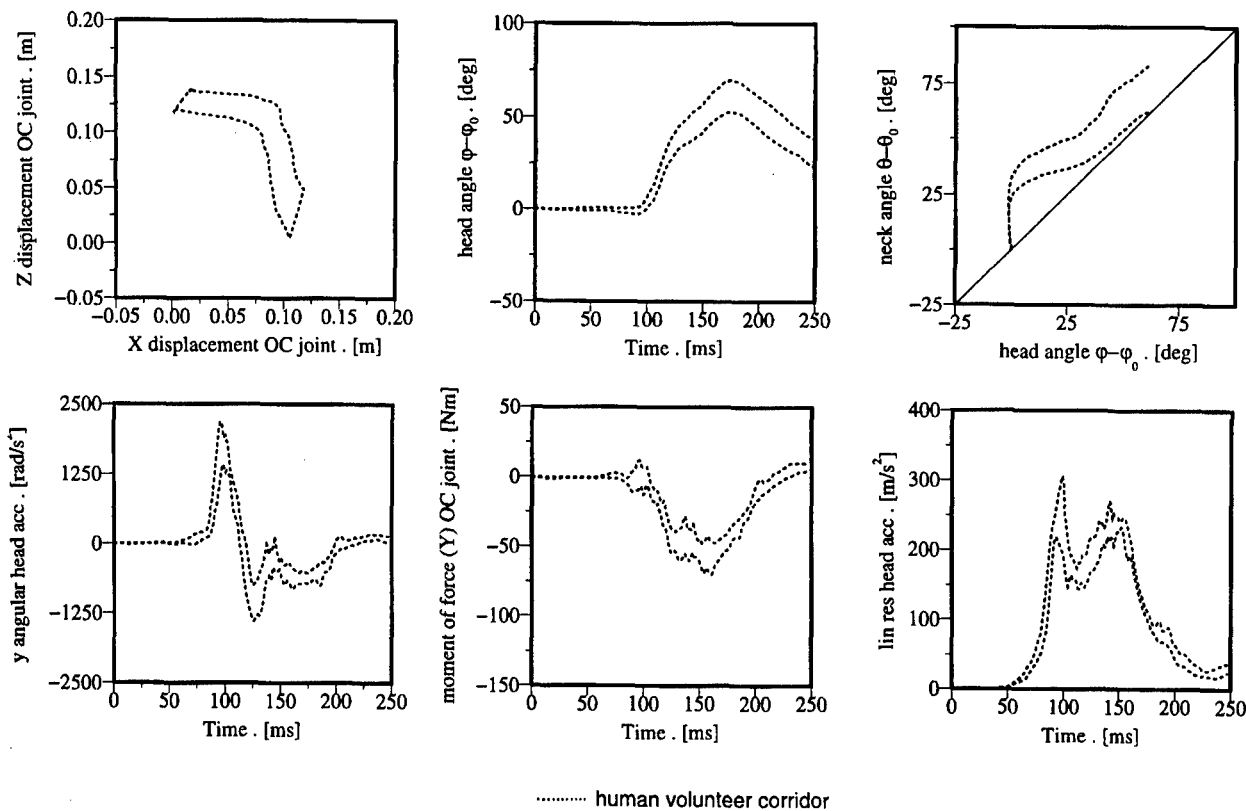 Z displacement OC joint . [m]
0.20
0.15
0.10
0.05
0.00
−0.05
−0.05 0.00 0.05 0.10 0.15 0.20
X displacement OC joint . [m]
head angle φ−φ₀ . [deg]
100
50
0
−50
0 50 100 150 200 250
Time . [ms]
neck angle θ−θ₀ . [deg]
75
25
−25
−25 25 75
head angle φ−φ₀ . [deg]
y angular head acc . [rad/s²]
2500
1250
0
−1250
−2500
0 50 100 150 200 250
Time . [ms]
moment of force (Y) OC joint . [Nm]
50
0
−50
−100
−150
0 50 100 150 200 250
Time . [ms]
lin res head acc . [m/s²]
400
300
200
100
0
0 50 100 150 200 250
Time . [ms]
human volunteer corridor